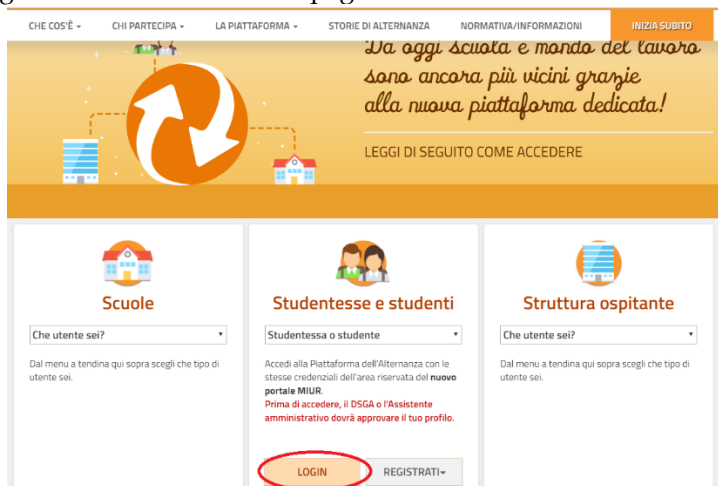 CHE COS'È
CHI PARTECIPA
LA PIATTAFORMA
STORIE DI ALTERNANZA
NORMATIVA/INFORMAZIONI
INIZIA SUBITO
Da oggi scuola e mondo del lavoro
sono ancora più vicini grazie
alla nuova piattaforma dedicata!
LEGGI DI SEGUITO COME ACCEDERE
Scuole
Che utente sei?
Dal menu a tendina qui sopra scegli che tipo di
utente sei.
Studentesse e studenti
Studentessa o studente
Accedi alla Piattaforma dell'Alternanza con le
stesse credenziali dell'area riservata del nuovo
portale MIUR.
Prima di accedere, il DSGA o l'Assistente
amministrativo dovrà approvare il tuo profilo.
LOGIN
REGISTRATI
Struttura ospitante
Che utente sei?
Dal menu a tendina qui sopra scegli che tipo di
utente sei.